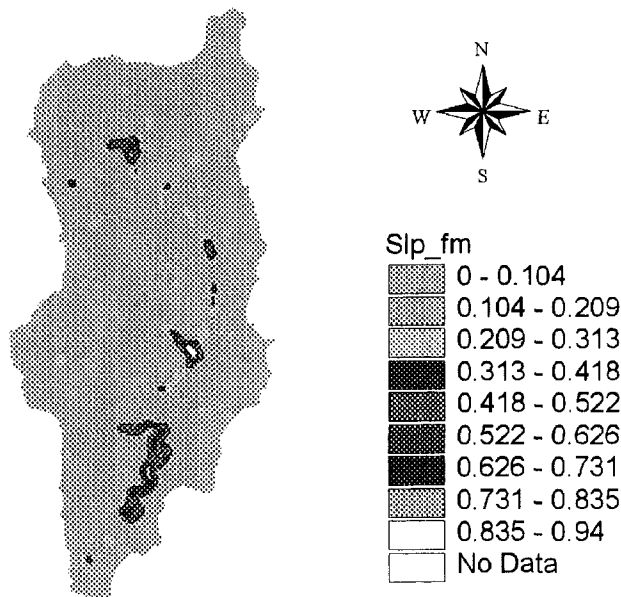 N
W E
S
Slp_fm
0 - 0.104
0.104 - 0.209
0.209 - 0.313
0.313 - 0.418
0.418 - 0.522
0.522 - 0.626
0.626 - 0.731
0.731 - 0.835
0.835 - 0.94
No Data